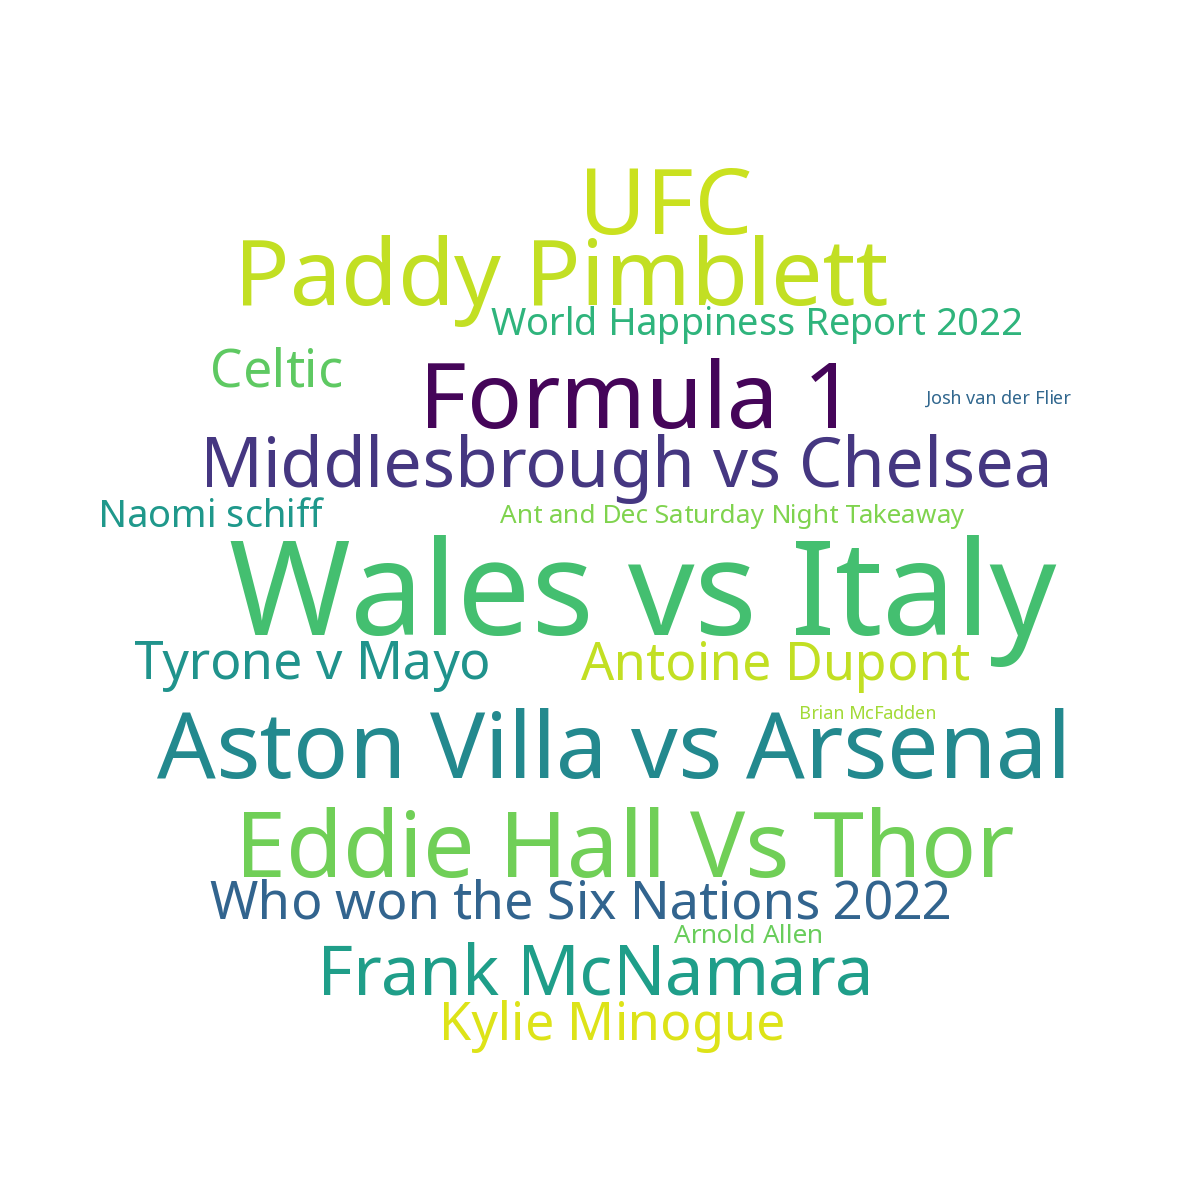 UFC
Paddy Pimblett
World Happiness Report 2022
Celtic
Formula 1
Josh van der Flier
Middlesbrough vs Chelsea
Naomi schiff
Ant and Dec Saturday Night Takeaway
Wales vs Italy
Tyrone v Mayo
Antoine Dupont
Brian McFadden
Aston Villa vs Arsenal
Eddie Hall Vs Thor
Who won the Six Nations 2022
Arnold Allen
Frank McNamara
Kylie Minogue